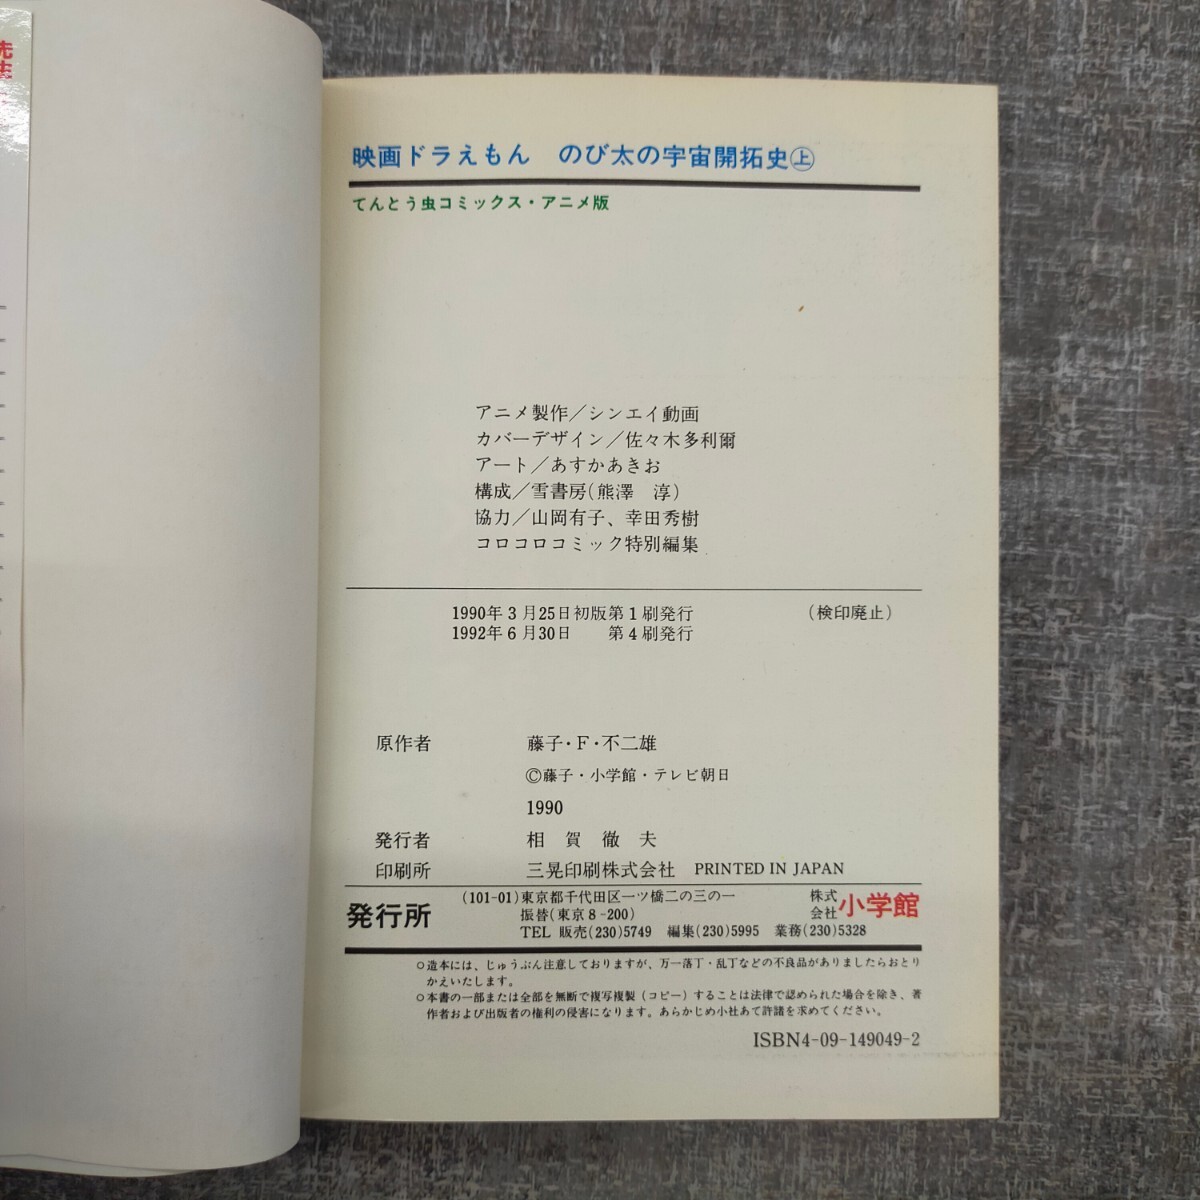 先生
映画ドラえもん　のび太の宇宙開拓史㊤
てんとう虫コミックス・アニメ版
アニメ製作／シンエイ動画
カバーデザイン／佐々木多利爾
アート／あすかあきお
構成／雪書房(熊澤　淳)
協力／山岡有子、幸田秀樹
コロコロコミック特別編集
1990年3月25日初版第1刷発行　(検印廃止)
1992年6月30日　第4刷発行
原作者　藤子・F・不二雄
©藤子・小学館・テレビ朝日
1990
発行者　相賀徹夫
印刷所　三晃印刷株式会社　PRINTED IN JAPAN
発行所　(101-01)東京都千代田区一ツ橋二の三の一　株式会社 小学館
振替(東京8-200)
TEL 販売(230)5749　編集(230)5995　業務(230)5328
○造本には、じゅうぶん注意しておりますが、万一落丁・乱丁などの不良品がありましたらおとり
かえいたします。
○本書の一部または全部を無断で複写複製(コピー)することは法律で認められた場合を除き、著
作者および出版者の権利の侵害になります。あらかじめ小社あて許諾を求めてください。
ISBN4-09-149049-2